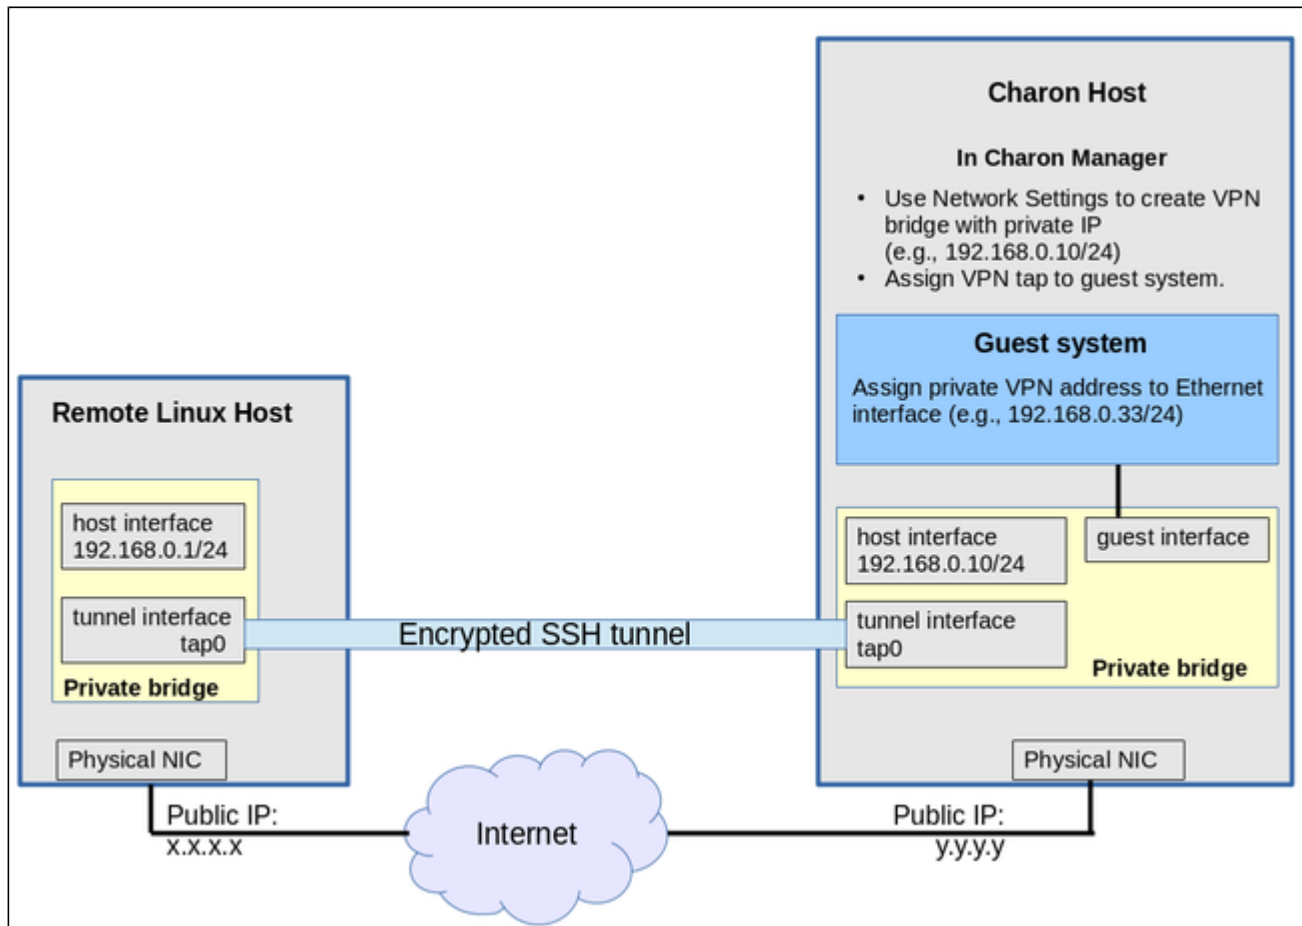 Charon Host
In Charon Manager
• Use Network Settings to create VPN
bridge with private IP
(e.g., 192.168.0.10/24)
• Assign VPN tap to guest system.
Guest system
Assign private VPN address to Ethernet
interface (e.g., 192.168.0.33/24)
Remote Linux Host
host interface
192.168.0.1/24
tunnel interface
tap0
Private bridge
Physical NIC
Encrypted SSH tunnel
host interface
192.168.0.10/24
guest interface
tunnel interface
tap0
Private bridge
Physical NIC
Public IP:
x.x.x.x
Internet
Public IP:
y.y.y.y